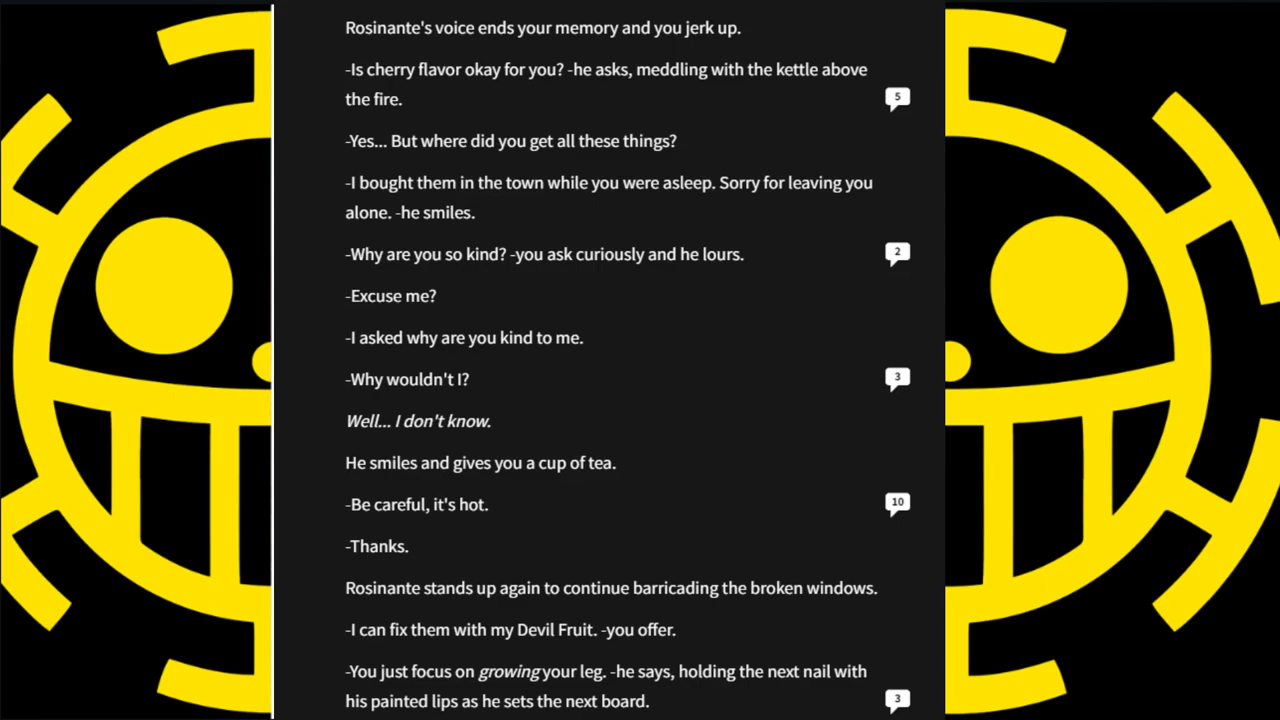 Rosinante's voice ends your memory and you jerk up.
-Is cherry flavor okay for you? -he asks, meddling with the kettle above
the fire.
5
-Yes... But where did you get all these things?
-I bought them in the town while you were asleep. Sorry for leaving you
alone. -he smiles.
-Why are you so kind? -you ask curiously and he lours.
2
-Excuse me?
-I asked why are you kind to me.
-Why wouldn't I?
3
Well... I don't know.
He smiles and gives you a cup of tea.
-Be careful, it's hot.
10
-Thanks.
Rosinante stands up again to continue barricading the broken windows.
-I can fix them with my Devil Fruit. -you offer.
-You just focus on growing your leg. -he says, holding the next nail with
his painted lips as he sets the next board.
3